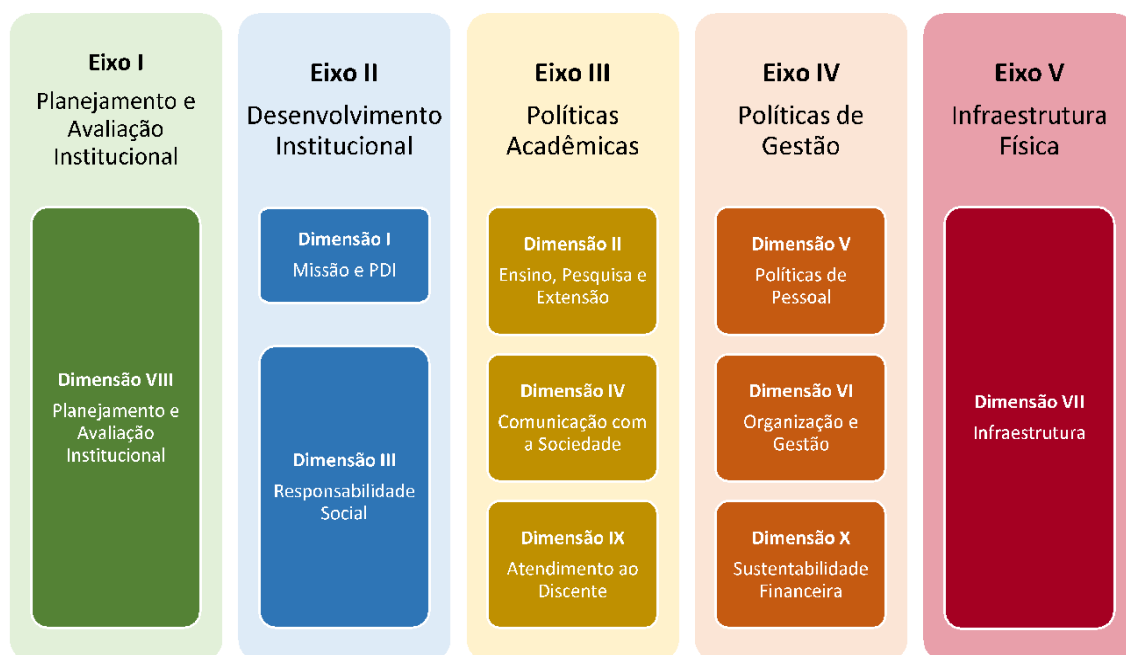 Eixo I
Planejamento e
Avaliação
Institucional
Dimensão VIII
Planejamento e
Avaliação
Institucional
Eixo II
Desenvolvimento
Institucional
Dimensão I
Missão e PDI
Dimensão III
Responsabilidade
Social
Eixo III
Políticas
Acadêmicas
Dimensão II
Ensino, Pesquisa e
Extensão
Dimensão IV
Comunicação com
a Sociedade
Dimensão IX
Atendimento ao
Discente
Eixo IV
Políticas de
Gestão
Dimensão V
Políticas de
Pessoal
Dimensão VI
Organização e
Gestão
Dimensão X
Sustentabilidade
Financeira
Eixo V
Infraestrutura
Física
Dimensão VII
Infraestrutura